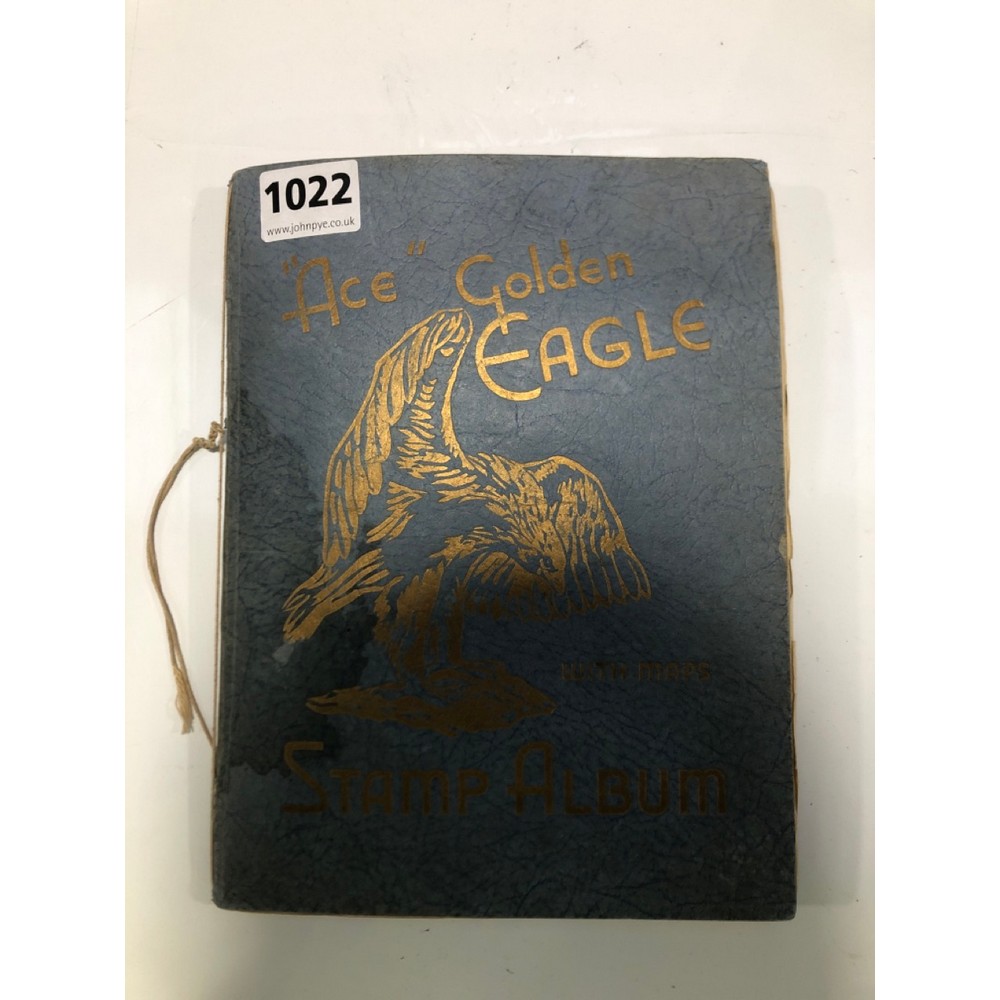 1022
www.johnpye.co.uk
"Ace" Golden
EAGLE
WITH MAPS
STAMP ALBUM